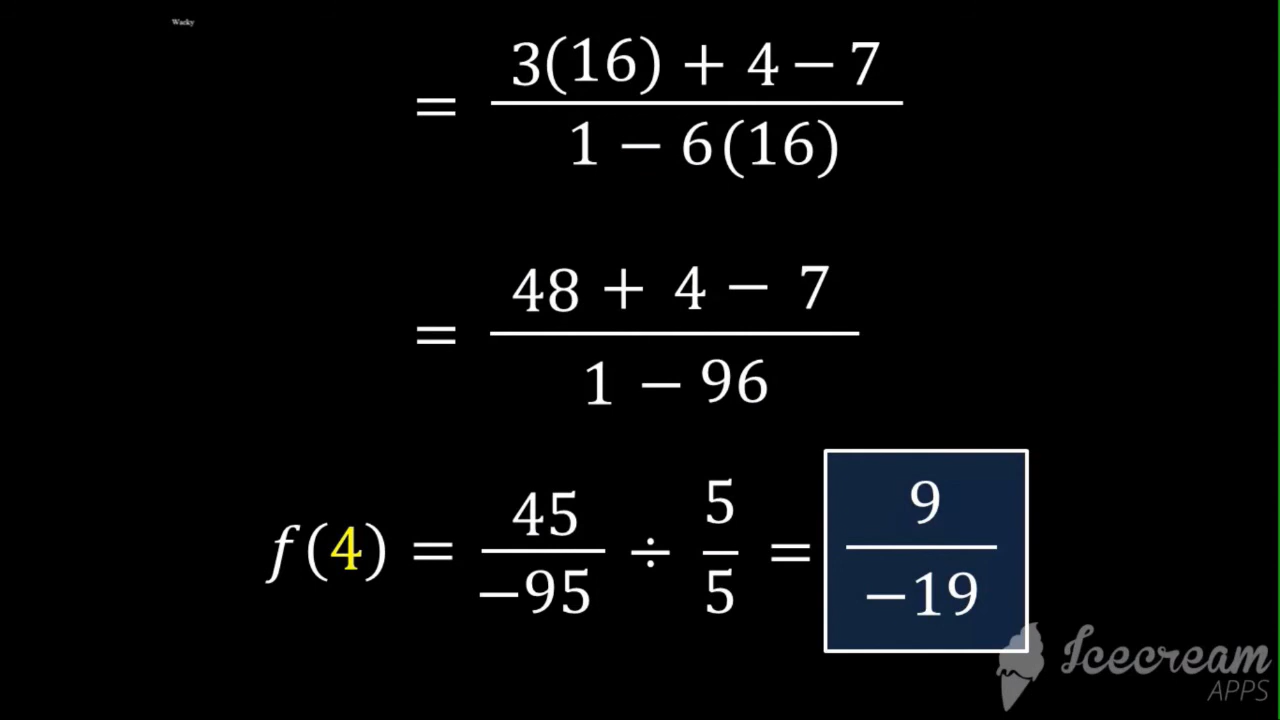 Wacky
= 3(16) + 4 − 7
1 − 6(16)
= 48 + 4 − 7
1 − 96
f(4) = 45/−95 ÷ 5/5 = 9/−19
Icecream
APPS